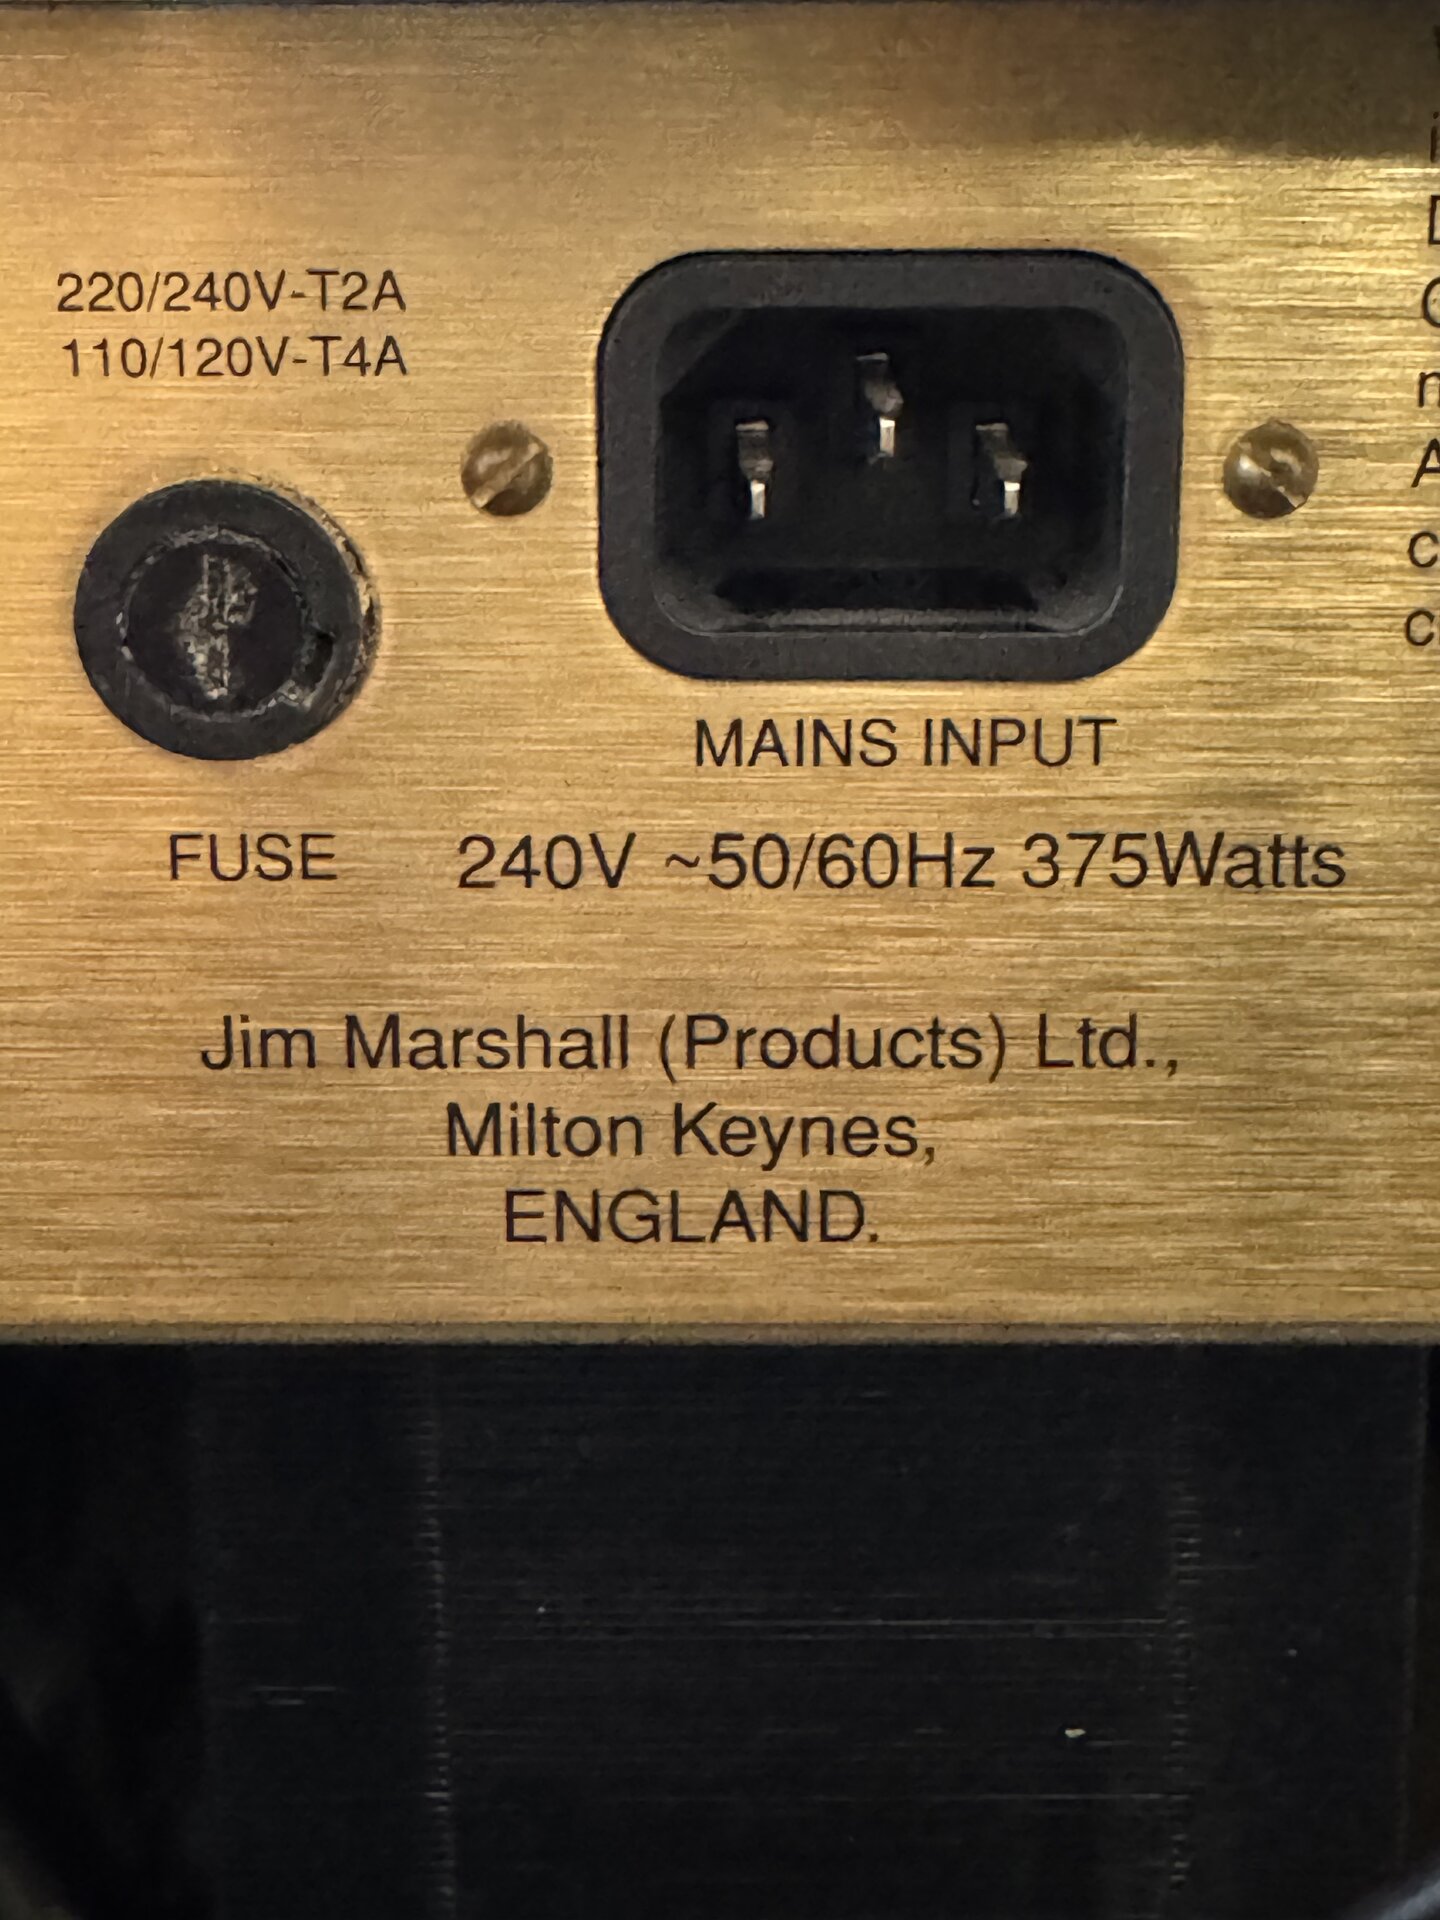 220/240V-T2A
110/120V-T4A
MAINS INPUT
FUSE
240V ~50/60Hz 375Watts
Jim Marshall (Products) Ltd.,
Milton Keynes,
ENGLAND.